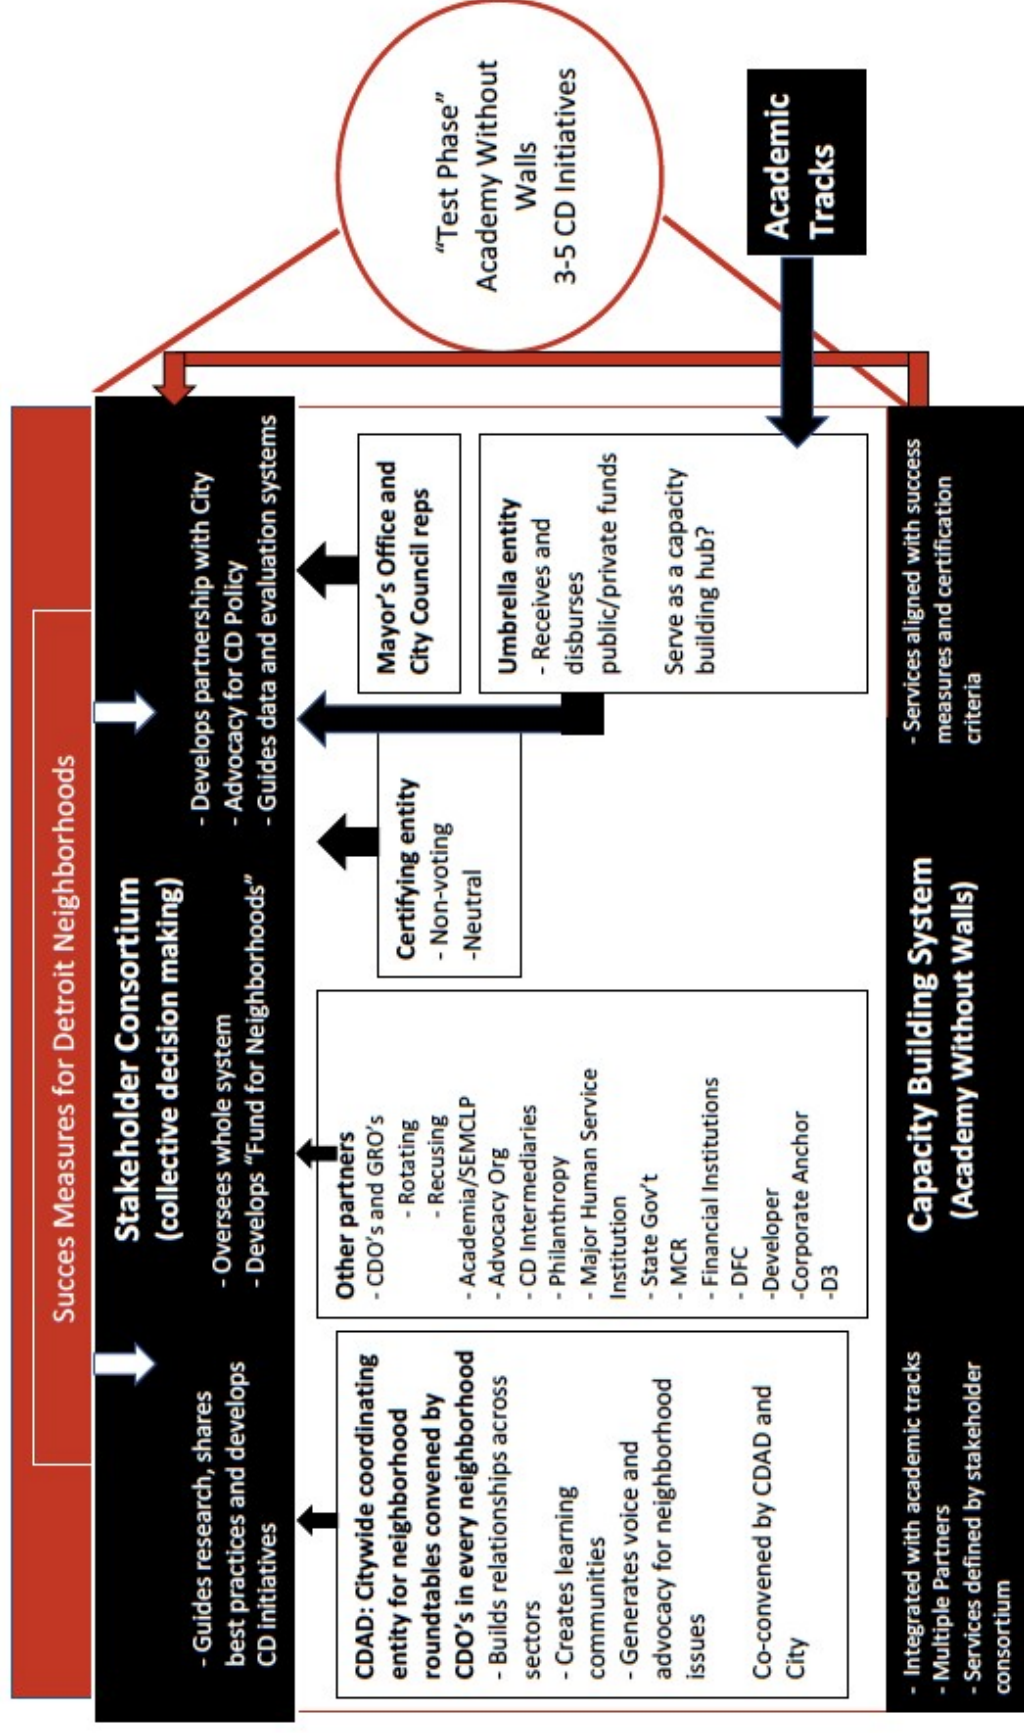 Succes Measures for Detroit Neighborhoods
Stakeholder Consortium
(collective decision making)
- Guides research, shares
best practices and develops
CD initiatives
- Oversees whole system
- Develops “Fund for Neighborhoods”
- Develops partnership with City
- Advocacy for CD Policy
- Guides data and evaluation systems
CDAD: Citywide coordinating
entity for neighborhood
roundtables convened by
CDO’s in every neighborhood
- Builds relationships across
sectors
- Creates learning
communities
- Generates voice and
advocacy for neighborhood
issues
Co-convened by CDAD and
City
Other partners
- CDO’s and GRO’s
- Rotating
- Recusing
- Academia/SEMCLP
- Advocacy Org
- CD Intermediaries
- Philanthropy
- Major Human Service
Institution
- State Gov’t
- MCR
- Financial Institutions
- DFC
-Developer
-Corporate Anchor
-D3
Certifying entity
- Non-voting
-Neutral
Mayor’s Office and
City Council reps
Umbrella entity
- Receives and
disburses
public/private funds
Serve as a capacity
building hub?
“Test Phase”
Academy Without
Walls
3-5 CD Initiatives
Academic
Tracks
Capacity Building System
(Academy Without Walls)
- Integrated with academic tracks
- Multiple Partners
- Services defined by stakeholder
consortium
- Services aligned with success
measures and certification
criteria